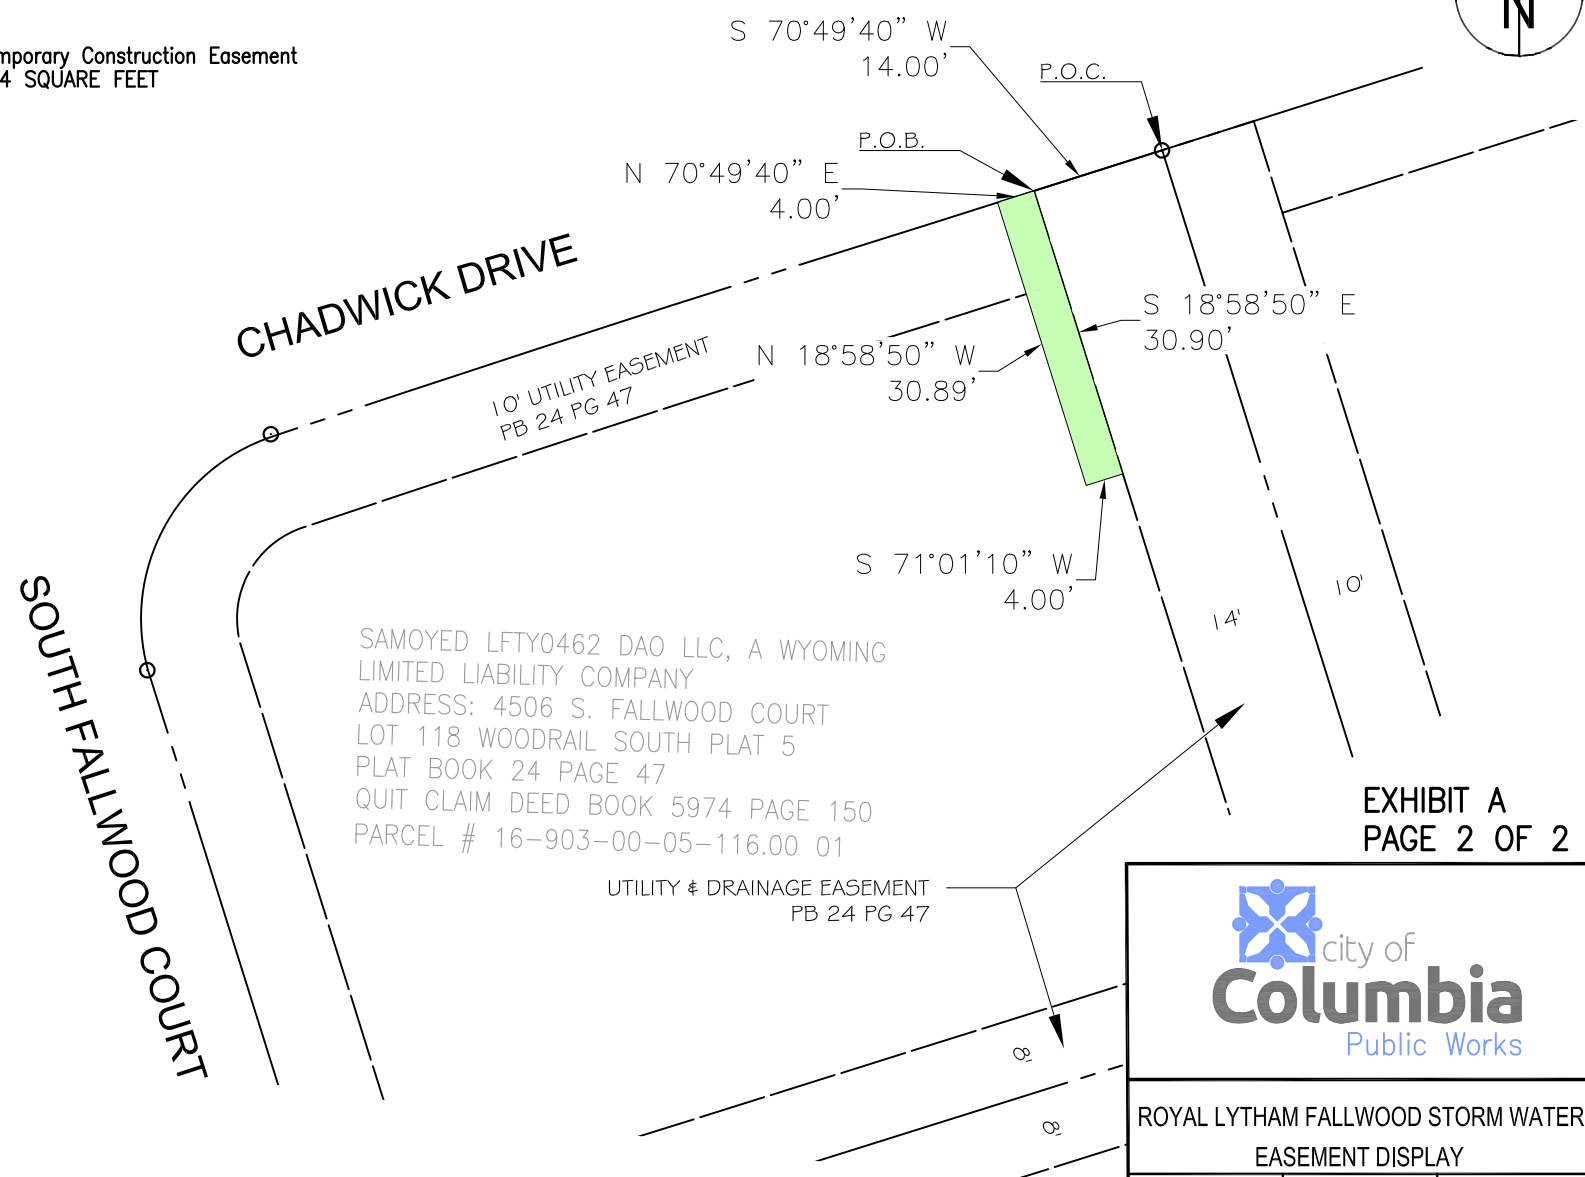 N
Construction Easement
4 SQUARE FEET
S 70°49'40" W
14.00'
P.O.C.
P.O.B.
N 70°49'40" E
4.00'
CHADWICK DRIVE
10' UTILITY EASEMENT
PB 24 PG 47
S 18°58'50" E
30.90'
N 18°58'50" W
30.89'
S 71°01'10" W
4.00'
14'
10'
SOUTH FALLWOOD COURT
SAMOYED LFTY0462 DAO LLC, A WYOMING
LIMITED LIABILITY COMPANY
ADDRESS: 4506 S. FALLWOOD COURT
LOT 118 WOODRAIL SOUTH PLAT 5
PLAT BOOK 24 PAGE 47
QUIT CLAIM DEED BOOK 5974 PAGE 150
PARCEL # 16-903-00-05-116.00 01
UTILITY & DRAINAGE EASEMENT
PB 24 PG 47
8'
8'
EXHIBIT A
PAGE 2 OF 2
city of
Columbia
Public Works
ROYAL LYTHAM FALLWOOD STORM WATER
EASEMENT DISPLAY